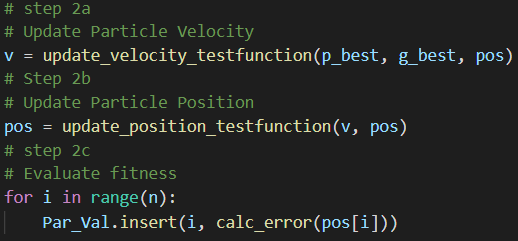 # step 2a
# Update Particle Velocity
v = update_velocity_testfunction(p_best, g_best, pos)
# Step 2b
# Update Particle Position
pos = update_position_testfunction(v, pos)
# step 2c
# Evaluate fitness
for i in range(n):
    Par_Val.insert(i, calc_error(pos[i]))